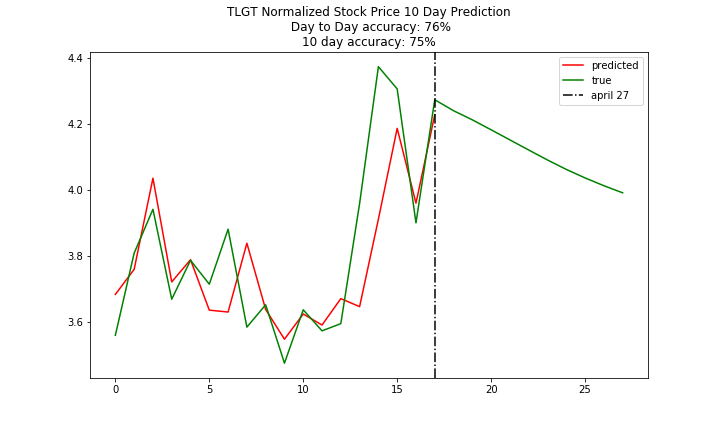 TLGT Normalized Stock Price 10 Day Prediction
Day to Day accuracy: 76%
10 day accuracy: 75%
4.4
4.2
4.0
3.8
3.6
0
5
10
15
20
25
predicted
true
april 27